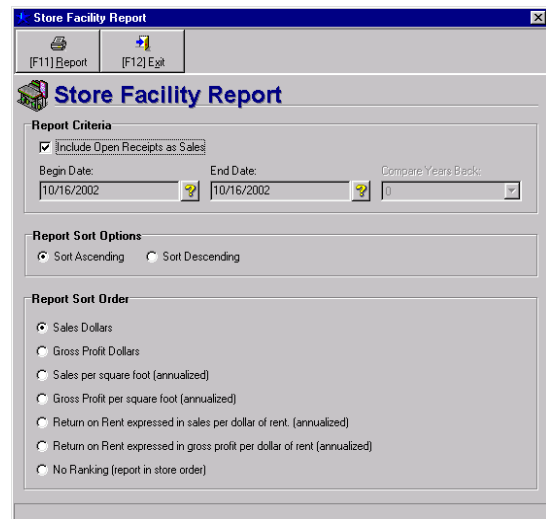 Store Facility Report
[F11] Report
[F12] Exit
Store Facility Report
Report Criteria
Include Open Receipts as Sales
Begin Date:
End Date:
Compare Years Back:
10/16/2002
10/16/2002
0
Report Sort Options
Sort Ascending
Sort Descending
Report Sort Order
Sales Dollars
Gross Profit Dollars
Sales per square foot (annualized)
Gross Profit per square foot (annualized)
Return on Rent expressed in sales per dollar of rent. (annualized)
Return on Rent expressed in gross profit per dollar of rent (annualized)
No Ranking (report in store order)